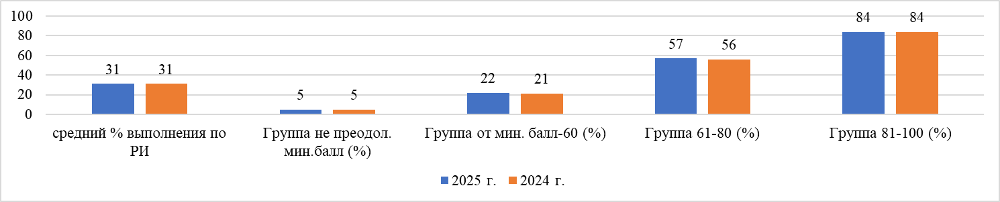 100
80
60
40
20
0
31 31
5 5
22 21
57 56
84 84
средний % выполнения по
РИ
Группа не преодол.
мин.балл (%)
Группа от мин. балл-60 (%)
Группа 61-80 (%)
Группа 81-100 (%)
2025 г. 2024 г.